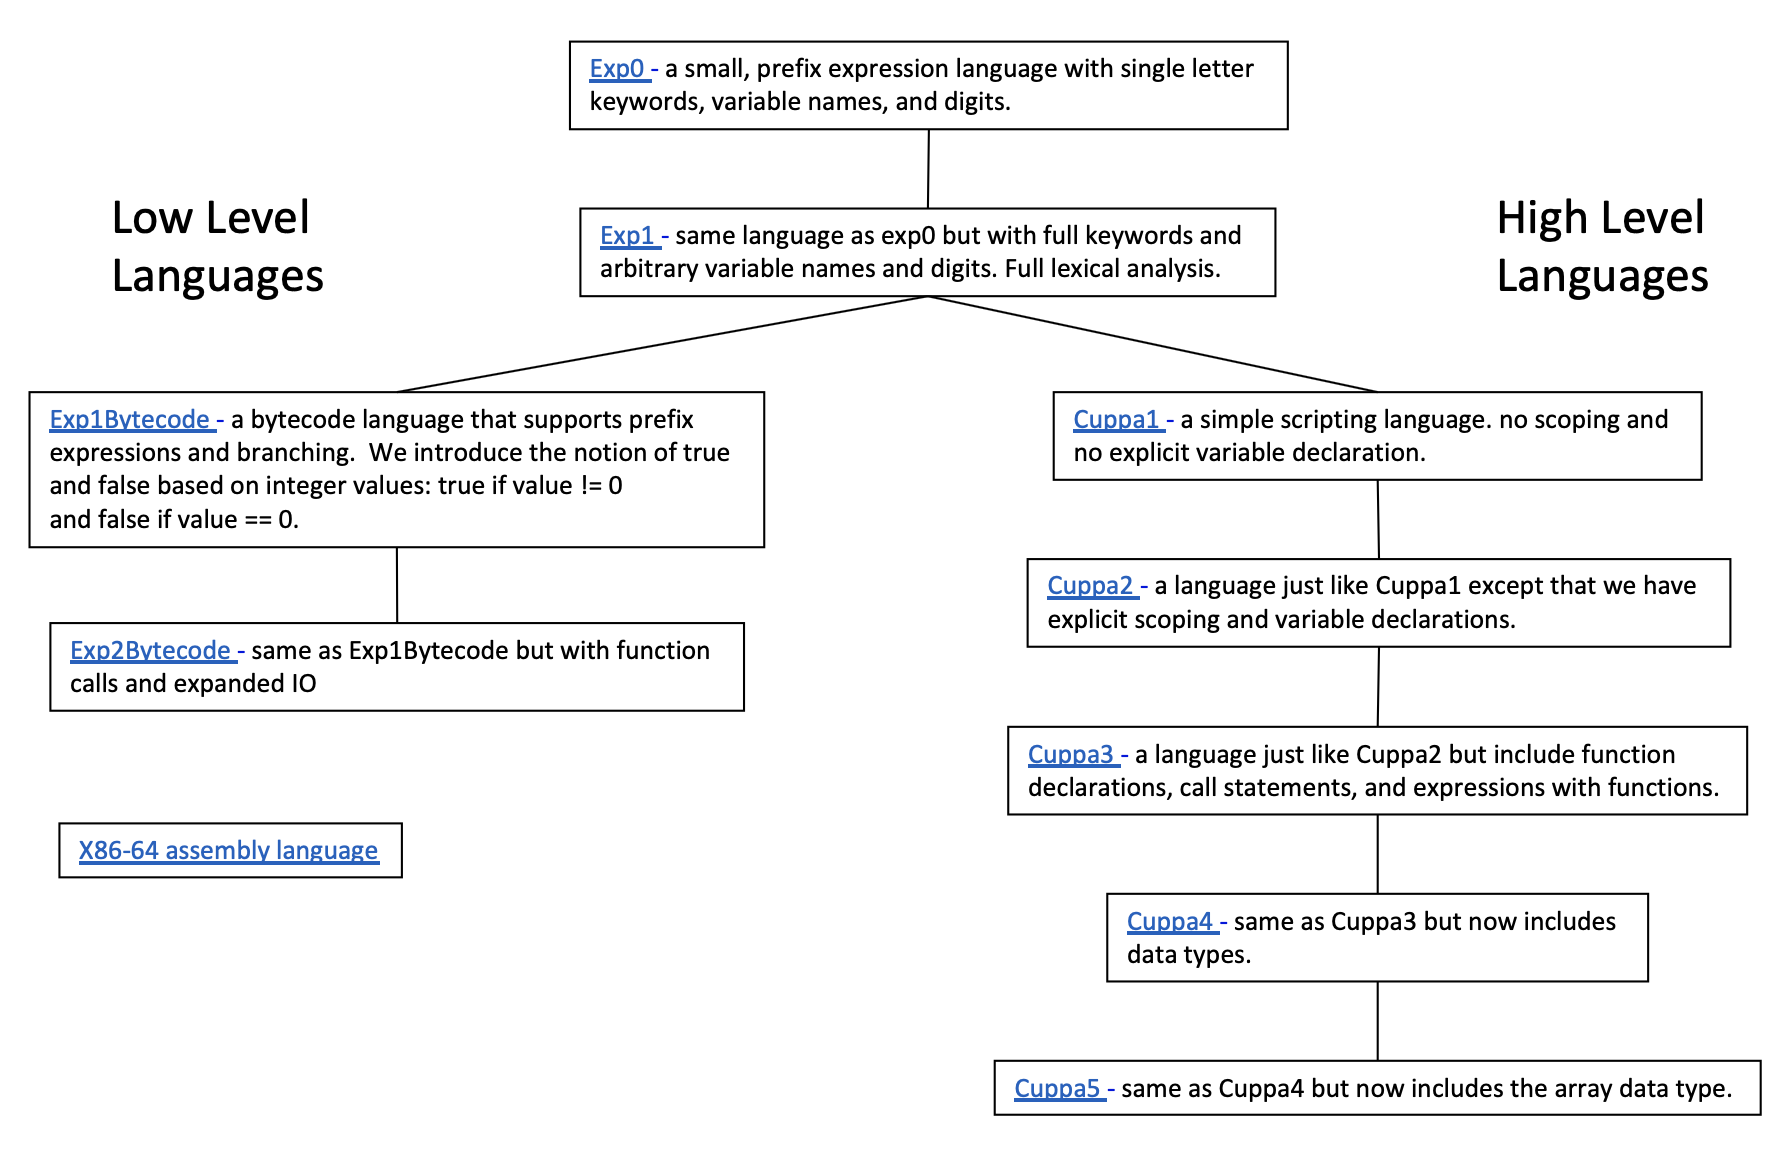 Exp0 - a small, prefix expression language with single letter
keywords, variable names, and digits.
Low Level
Languages
High Level
Languages
Exp1 - same language as exp0 but with full keywords and
arbitrary variable names and digits. Full lexical analysis.
Exp1Bytecode - a bytecode language that supports prefix
expressions and branching.  We introduce the notion of true
and false based on integer values: true if value != 0
and false if value == 0.
Exp2Bytecode - same as Exp1Bytecode but with function
calls and expanded IO
X86-64 assembly language
Cuppa1 - a simple scripting language. no scoping and
no explicit variable declaration.
Cuppa2 - a language just like Cuppa1 except that we have
explicit scoping and variable declarations.
Cuppa3 - a language just like Cuppa2 but include function
declarations, call statements, and expressions with functions.
Cuppa4 - same as Cuppa3 but now includes
data types.
Cuppa5 - same as Cuppa4 but now includes the array data type.